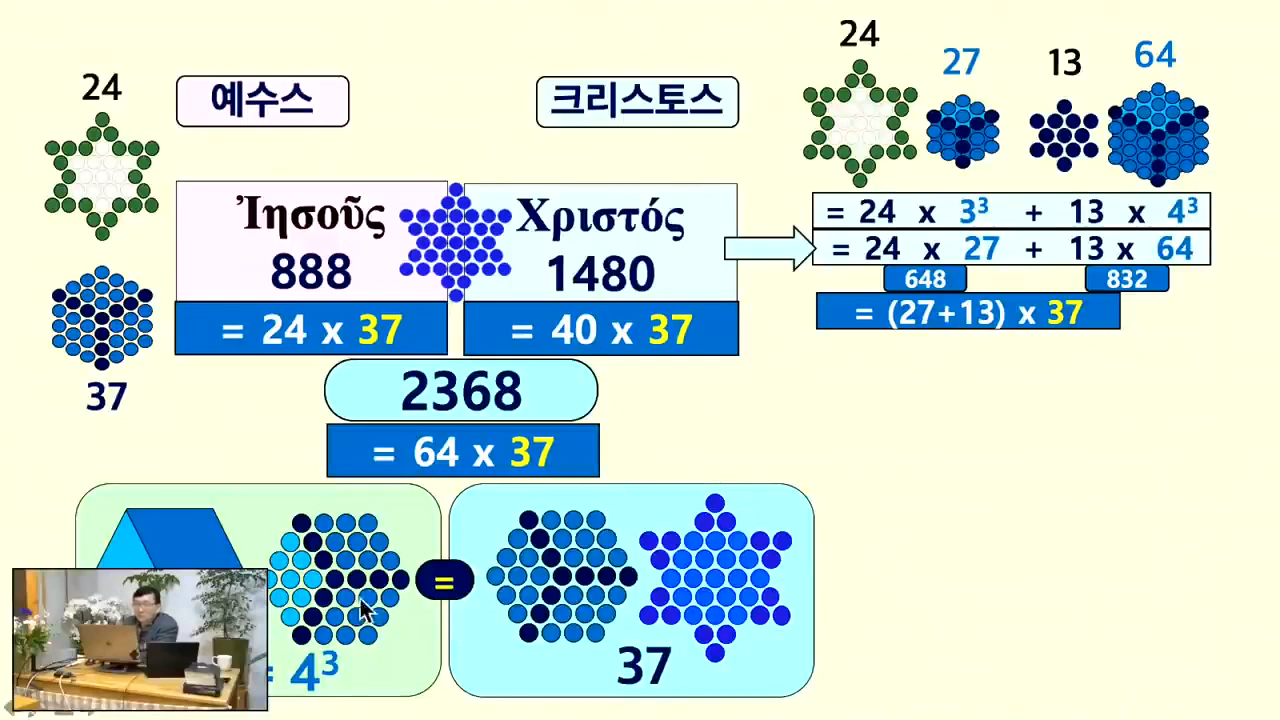 24
예수스
크리스토스
24
27
13
64
Ἰησοῦς
888
= 24 x 37
Χριστός
1480
= 40 x 37
37
= 24 x 3³ + 13 x 4³
= 24 x 27 + 13 x 64
648
832
= (27+13) x 37
2368
= 64 x 37
= 4³
=
37